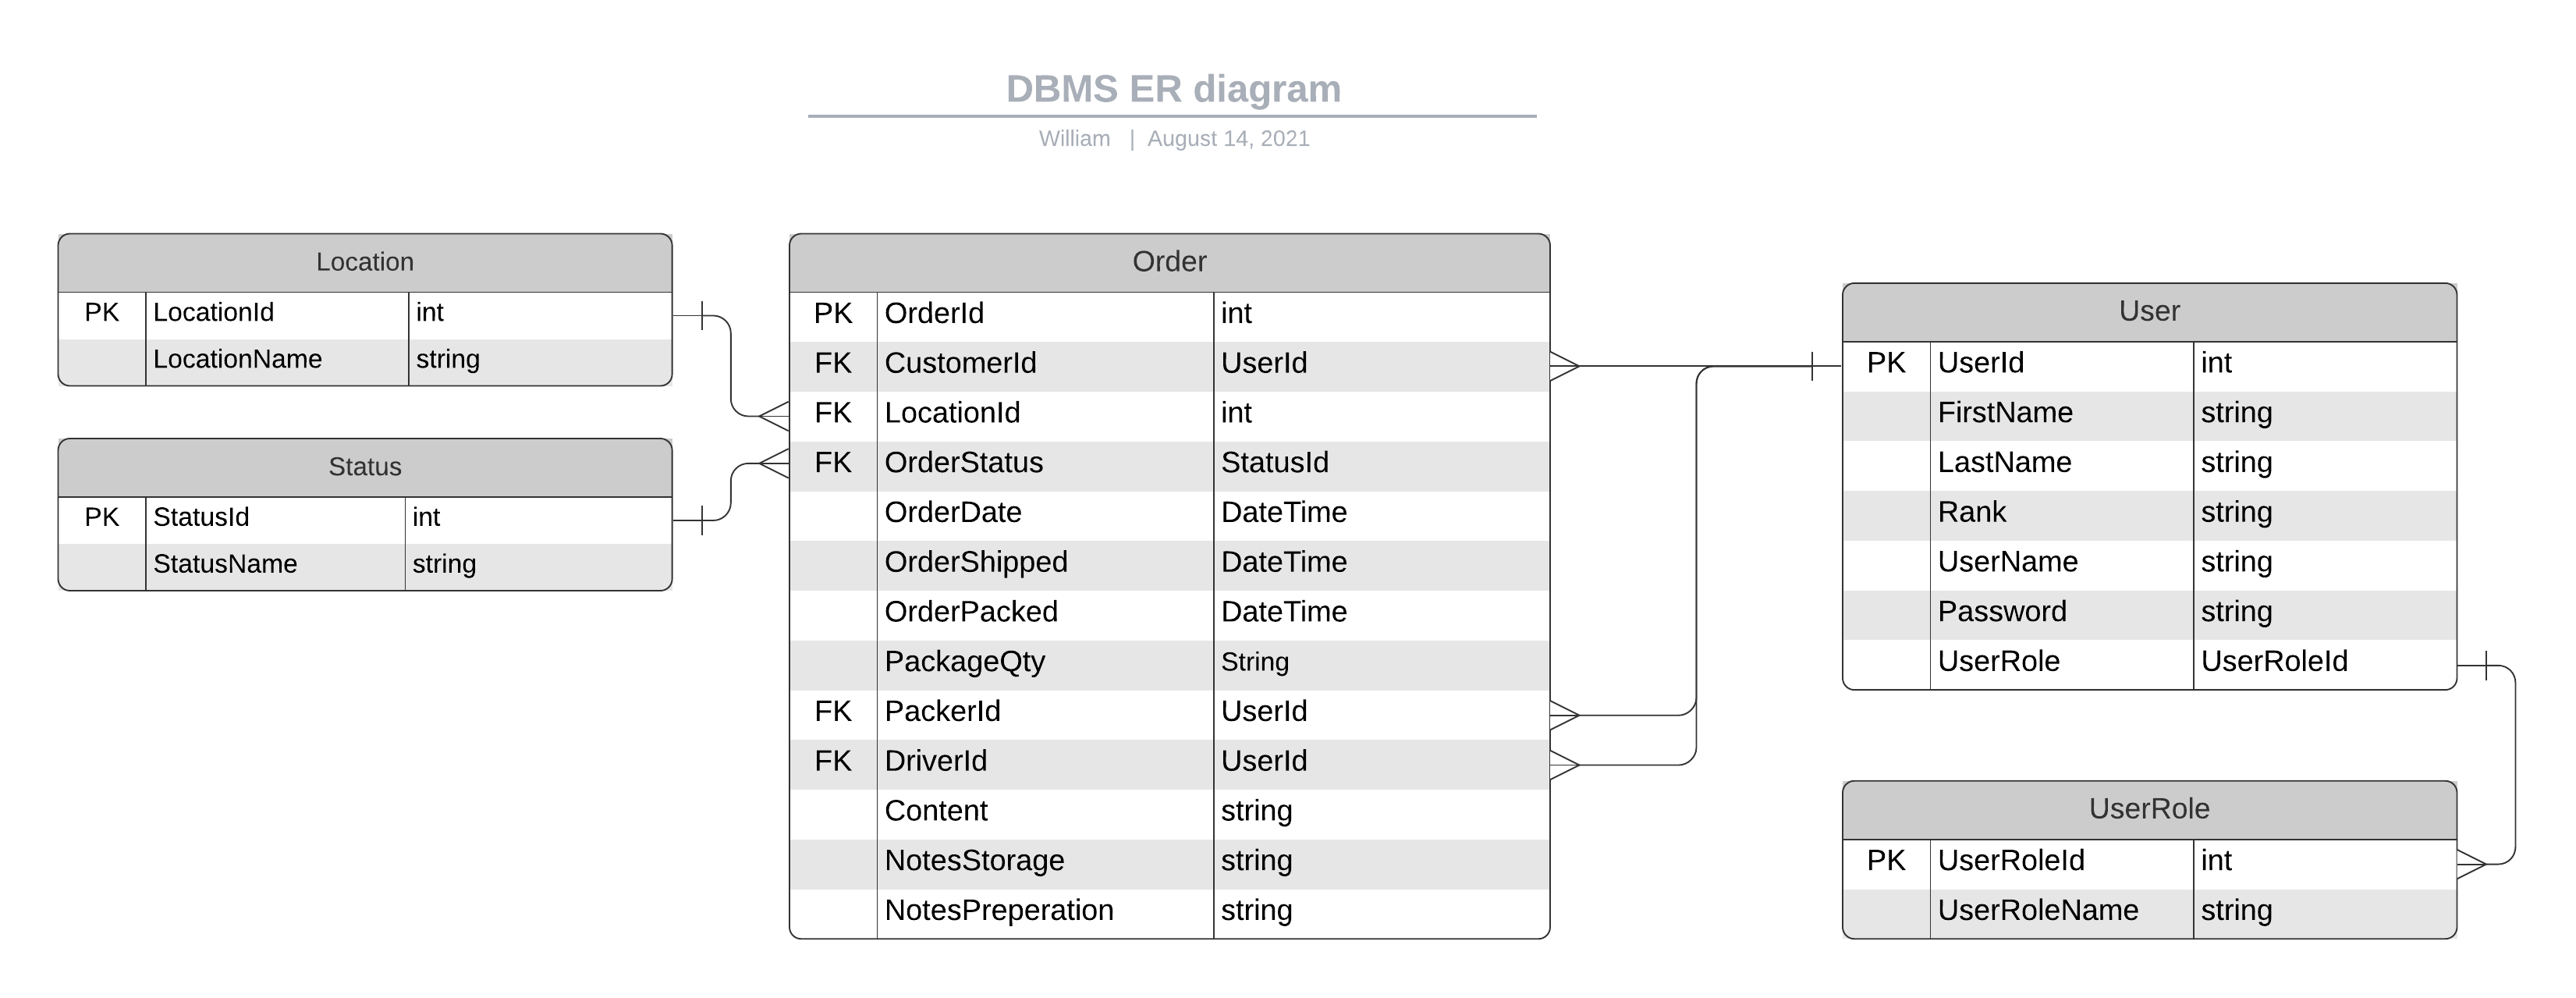 DBMS ER diagram
William | August 14, 2021
Location
PK LocationId int
LocationName string
Status
PK StatusId int
StatusName string
Order
PK OrderId int
FK CustomerId UserId
FK LocationId int
FK OrderStatus StatusId
OrderDate DateTime
OrderShipped DateTime
OrderPacked DateTime
PackageQty String
FK PackerId UserId
FK DriverId UserId
Content string
NotesStorage string
NotesPreperation string
User
PK UserId int
FirstName string
LastName string
Rank string
UserName string
Password string
UserRole UserRoleId
UserRole
PK UserRoleId int
UserRoleName string